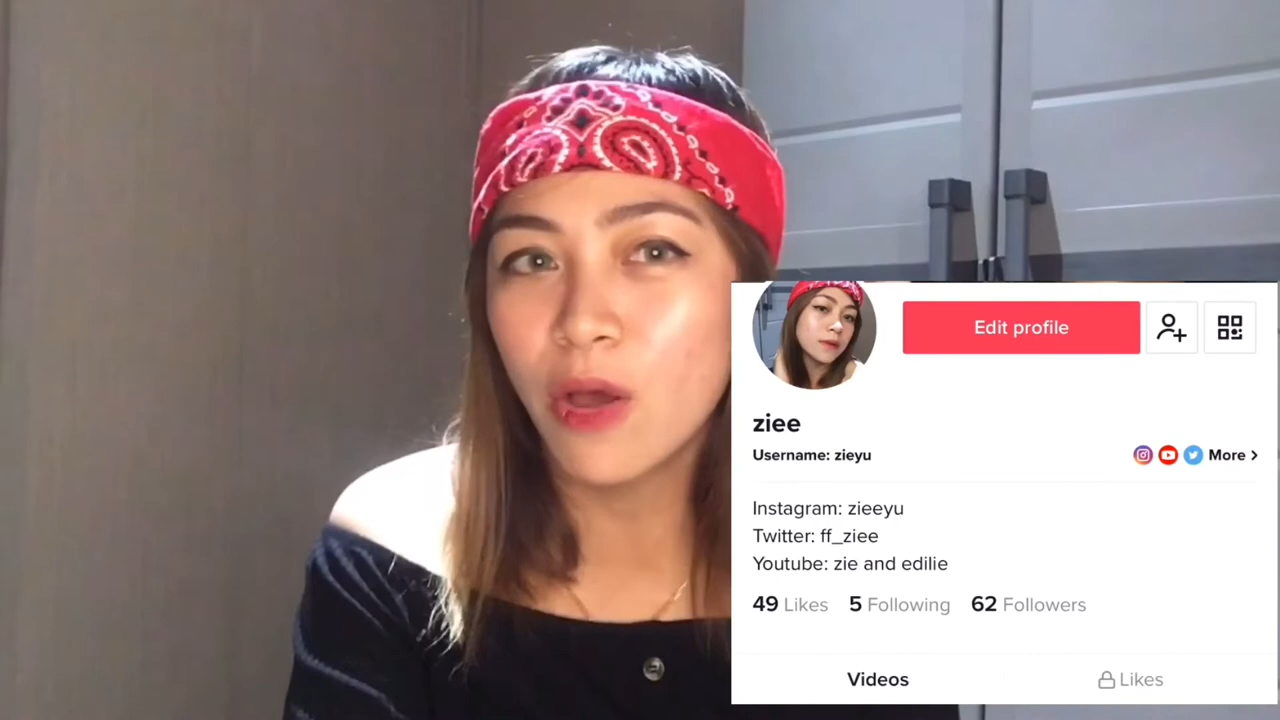 Edit profile
ziee
Username: zieyu
More >
Instagram: zieeyu
Twitter: ff_ziee
Youtube: zie and edilie
49 Likes 5 Following 62 Followers
Videos
Likes